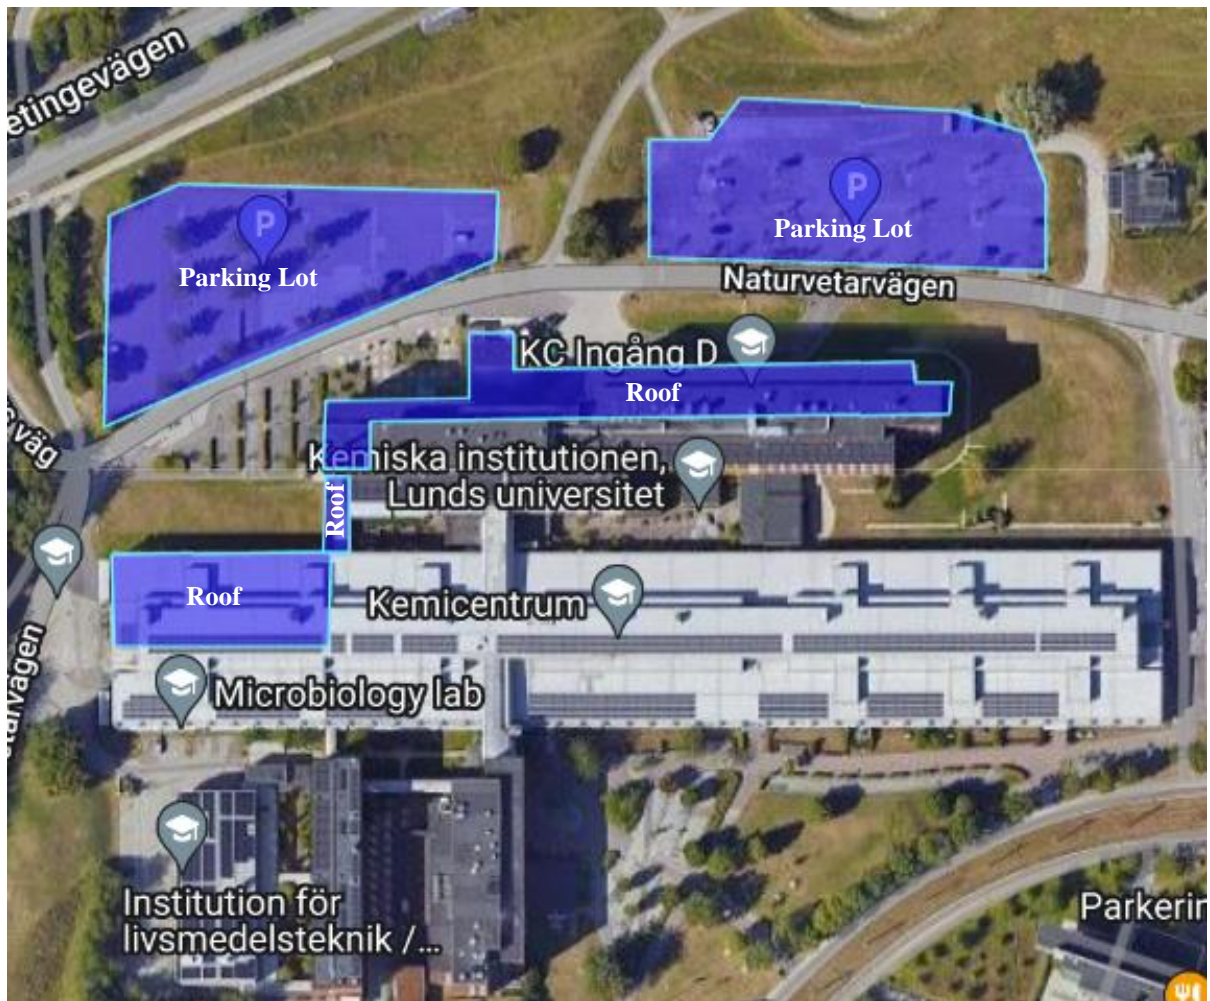 etingevägen
P
P
Parking Lot
Parking Lot
Naturvetarvägen
KC Ingång D
Roof
väg
Kemiska institutionen,
Lunds universitet
Roof
Roof
Kemicentrum
Microbiology lab
Institution för
livsmedelsteknik /...
Parkerin